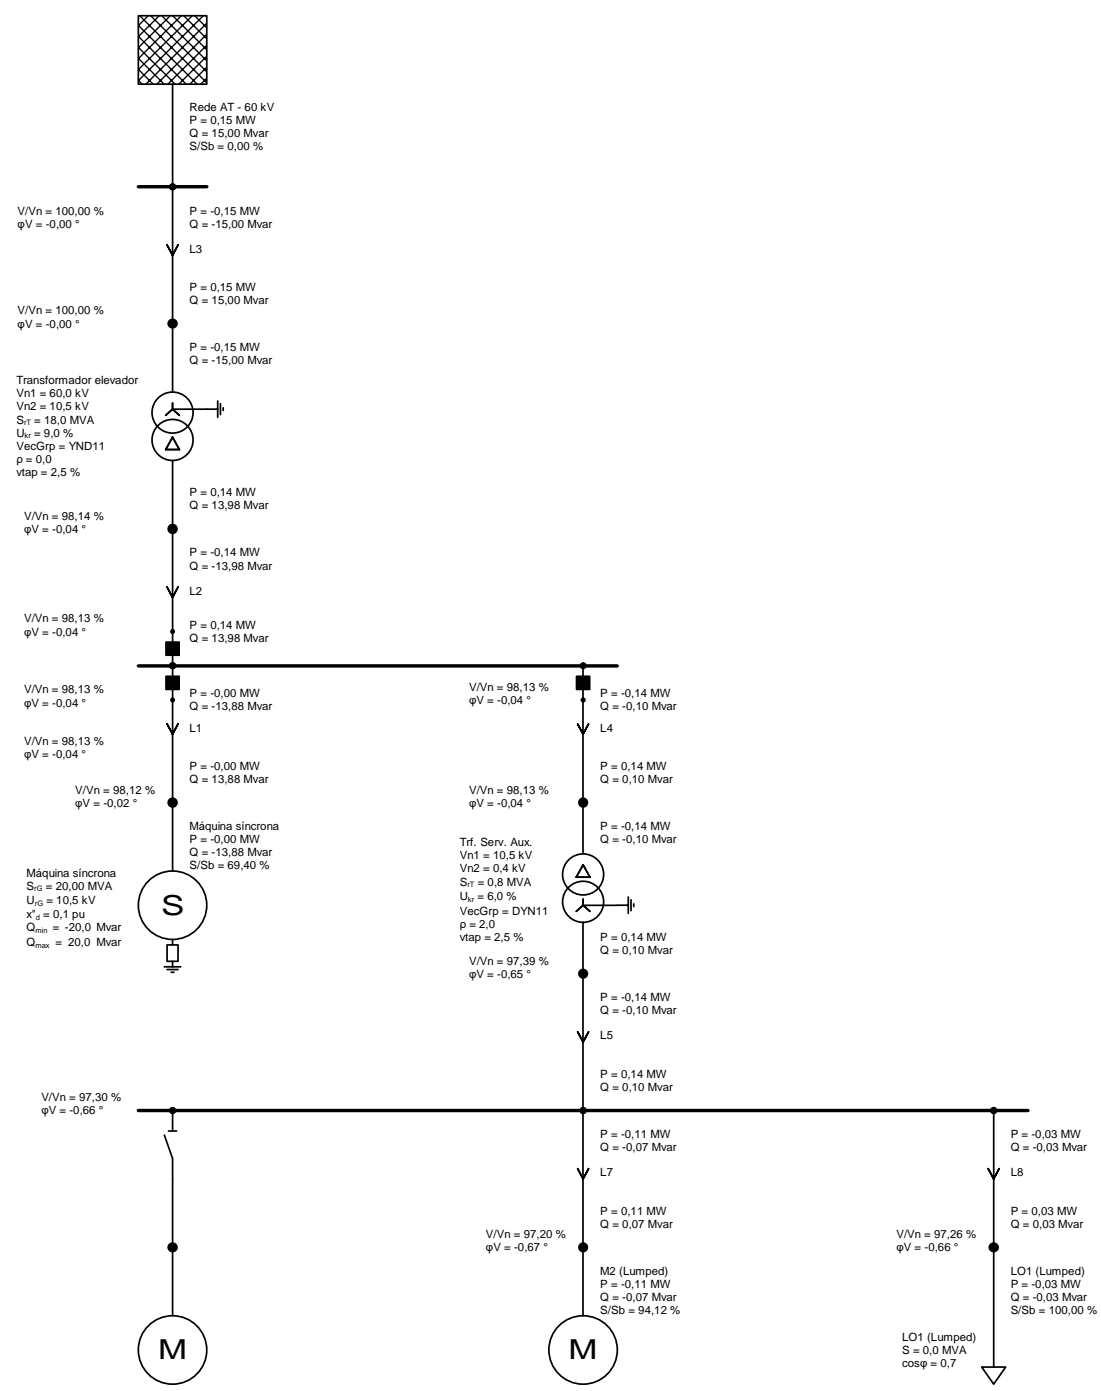 Rede AT - 60 kV
P = 0,15 MW
Q = 15,00 Mvar
S/Sb = 0,00 %
V/Vn = 100,00 %
φV = -0,00 °
P = -0,15 MW
Q = -15,00 Mvar
L3
P = 0,15 MW
Q = 15,00 Mvar
V/Vn = 100,00 %
φV = -0,00 °
P = -0,15 MW
Q = -15,00 Mvar
Transformador elevador
Vn1 = 60,0 kV
Vn2 = 10,5 kV
SrT = 18,0 MVA
Ukr = 9,0 %
VecGrp = YND11
ρ = 0,0
vtap = 2,5 %
P = 0,14 MW
Q = 13,98 Mvar
V/Vn = 98,14 %
φV = -0,04 °
P = -0,14 MW
Q = -13,98 Mvar
L2
V/Vn = 98,13 %
φV = -0,04 °
P = 0,14 MW
Q = 13,98 Mvar
V/Vn = 98,13 %
φV = -0,04 °
P = -0,00 MW
Q = -13,88 Mvar
L1
V/Vn = 98,13 %
φV = -0,04 °
P = -0,00 MW
Q = 13,88 Mvar
V/Vn = 98,12 %
φV = -0,02 °
Máquina síncrona
P = -0,00 MW
Q = -13,88 Mvar
S/Sb = 69,40 %
Máquina síncrona
SrG = 20,00 MVA
UrG = 10,5 kV
x"d = 0,1 pu
Qmin = -20,0 Mvar
Qmax = 20,0 Mvar
S
V/Vn = 98,13 %
φV = -0,04 °
P = -0,14 MW
Q = -0,10 Mvar
L4
P = 0,14 MW
Q = 0,10 Mvar
V/Vn = 98,13 %
φV = -0,04 °
P = -0,14 MW
Q = -0,10 Mvar
Trf. Serv. Aux.
Vn1 = 10,5 kV
Vn2 = 0,4 kV
SrT = 0,8 MVA
Ukr = 6,0 %
VecGrp = DYN11
ρ = 2,0
vtap = 2,5 %
P = 0,14 MW
Q = 0,10 Mvar
V/Vn = 97,39 %
φV = -0,65 °
P = -0,14 MW
Q = -0,10 Mvar
L5
P = 0,14 MW
Q = 0,10 Mvar
V/Vn = 97,30 %
φV = -0,66 °
M
P = -0,11 MW
Q = -0,07 Mvar
L7
P = 0,11 MW
Q = 0,07 Mvar
V/Vn = 97,20 %
φV = -0,67 °
M2 (Lumped)
P = -0,11 MW
Q = -0,07 Mvar
S/Sb = 94,12 %
M
P = -0,03 MW
Q = -0,03 Mvar
L8
P = 0,03 MW
Q = 0,03 Mvar
V/Vn = 97,26 %
φV = -0,66 °
LO1 (Lumped)
P = -0,03 MW
Q = -0,03 Mvar
S/Sb = 100,00 %
LO1 (Lumped)
S = 0,0 MVA
cosφ = 0,7